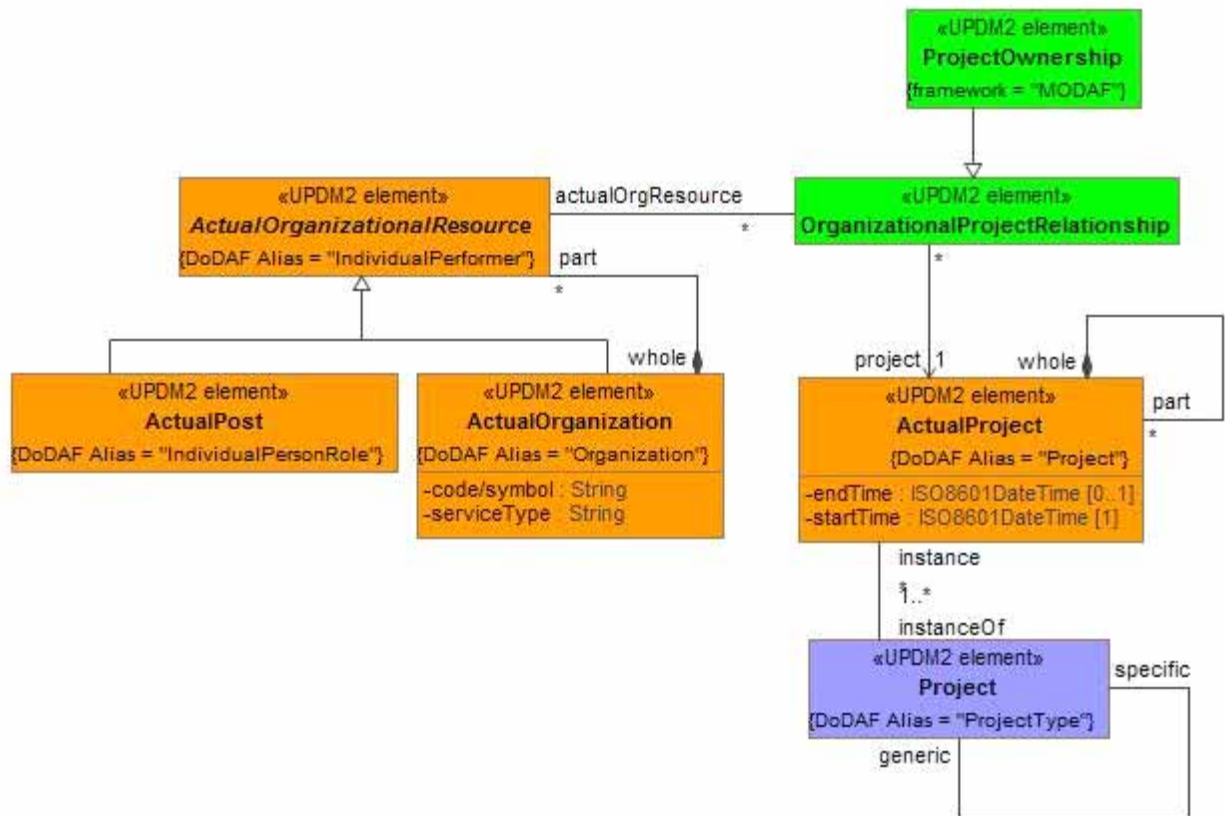 «UPDM2 element»
ProjectOwnership
{framework = "MODAF"}
«UPDM2 element»
ActualOrganizationalResource
{DoDAF Alias = "IndividualPerformer"}
actualOrgResource
*
«UPDM2 element»
OrganizationalProjectRelationship
part
*
*
whole
project
1
whole
«UPDM2 element»
ActualPost
{DoDAF Alias = "IndividualPersonRole"}
«UPDM2 element»
ActualOrganization
{DoDAF Alias = "Organization"}
-code/symbol : String
-serviceType : String
«UPDM2 element»
ActualProject
{DoDAF Alias = "Project"}
-endTime : ISO8601DateTime [0..1]
-startTime : ISO8601DateTime [1]
part
*
instance
*
1..*
instanceOf
«UPDM2 element»
Project
{DoDAF Alias = "ProjectType"}
specific
generic